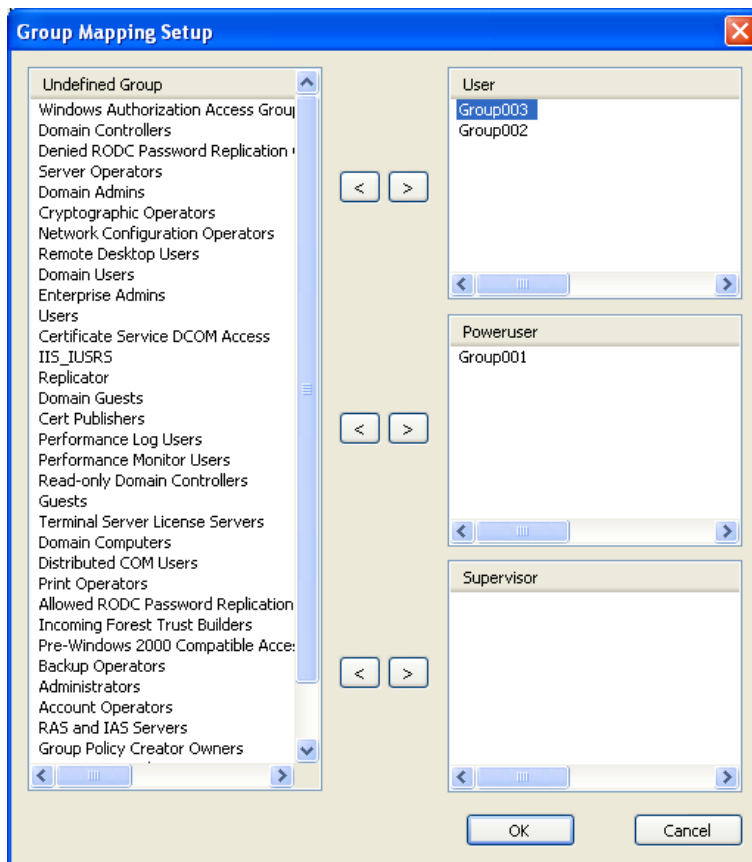 Group Mapping Setup
Undefined Group
Windows Authorization Access Grou
Domain Controllers
Denied RODC Password Replication
Server Operators
Domain Admins
Cryptographic Operators
Network Configuration Operators
Remote Desktop Users
Domain Users
Enterprise Admins
Users
Certificate Service DCOM Access
IIS_IUSRS
Replicator
Domain Guests
Cert Publishers
Performance Log Users
Performance Monitor Users
Read-only Domain Controllers
Guests
Terminal Server License Servers
Domain Computers
Distributed COM Users
Print Operators
Allowed RODC Password Replication
Incoming Forest Trust Builders
Pre-Windows 2000 Compatible Acce
Backup Operators
Administrators
Account Operators
RAS and IAS Servers
Group Policy Creator Owners
< >
User
Group003
Group002
< >
Poweruser
Group001
< >
Supervisor
OK
Cancel